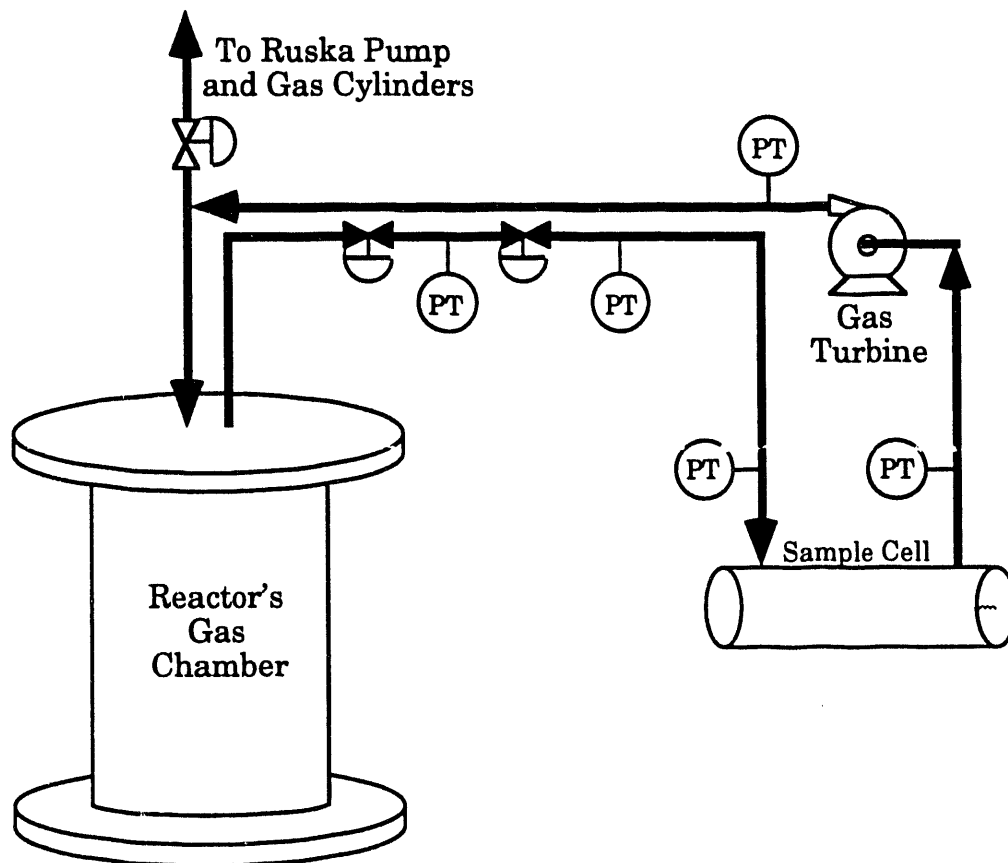 To Ruska Pump
and Gas Cylinders
PT
PT
PT
Gas
Turbine
PT
PT
Sample Cell
Reactor's
Gas
Chamber